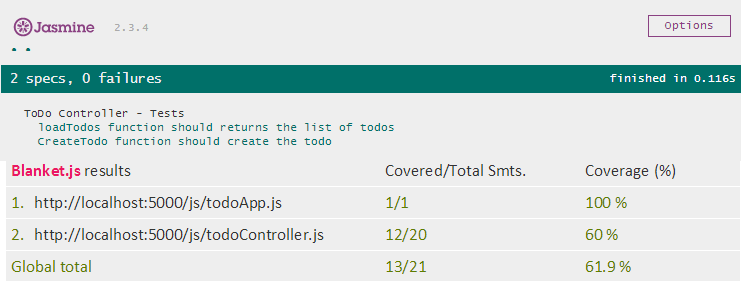 Jasmine 2.3.4 Options
• •
2 specs, 0 failures finished in 0.116s
ToDo Controller - Tests
loadTodos function should returns the list of todos
CreateTodo function should create the todo
Blanket.js results Covered/Total Smts. Coverage (%)
1. http://localhost:5000/js/todoApp.js 1/1 100 %
2. http://localhost:5000/js/todoController.js 12/20 60 %
Global total 13/21 61.9 %